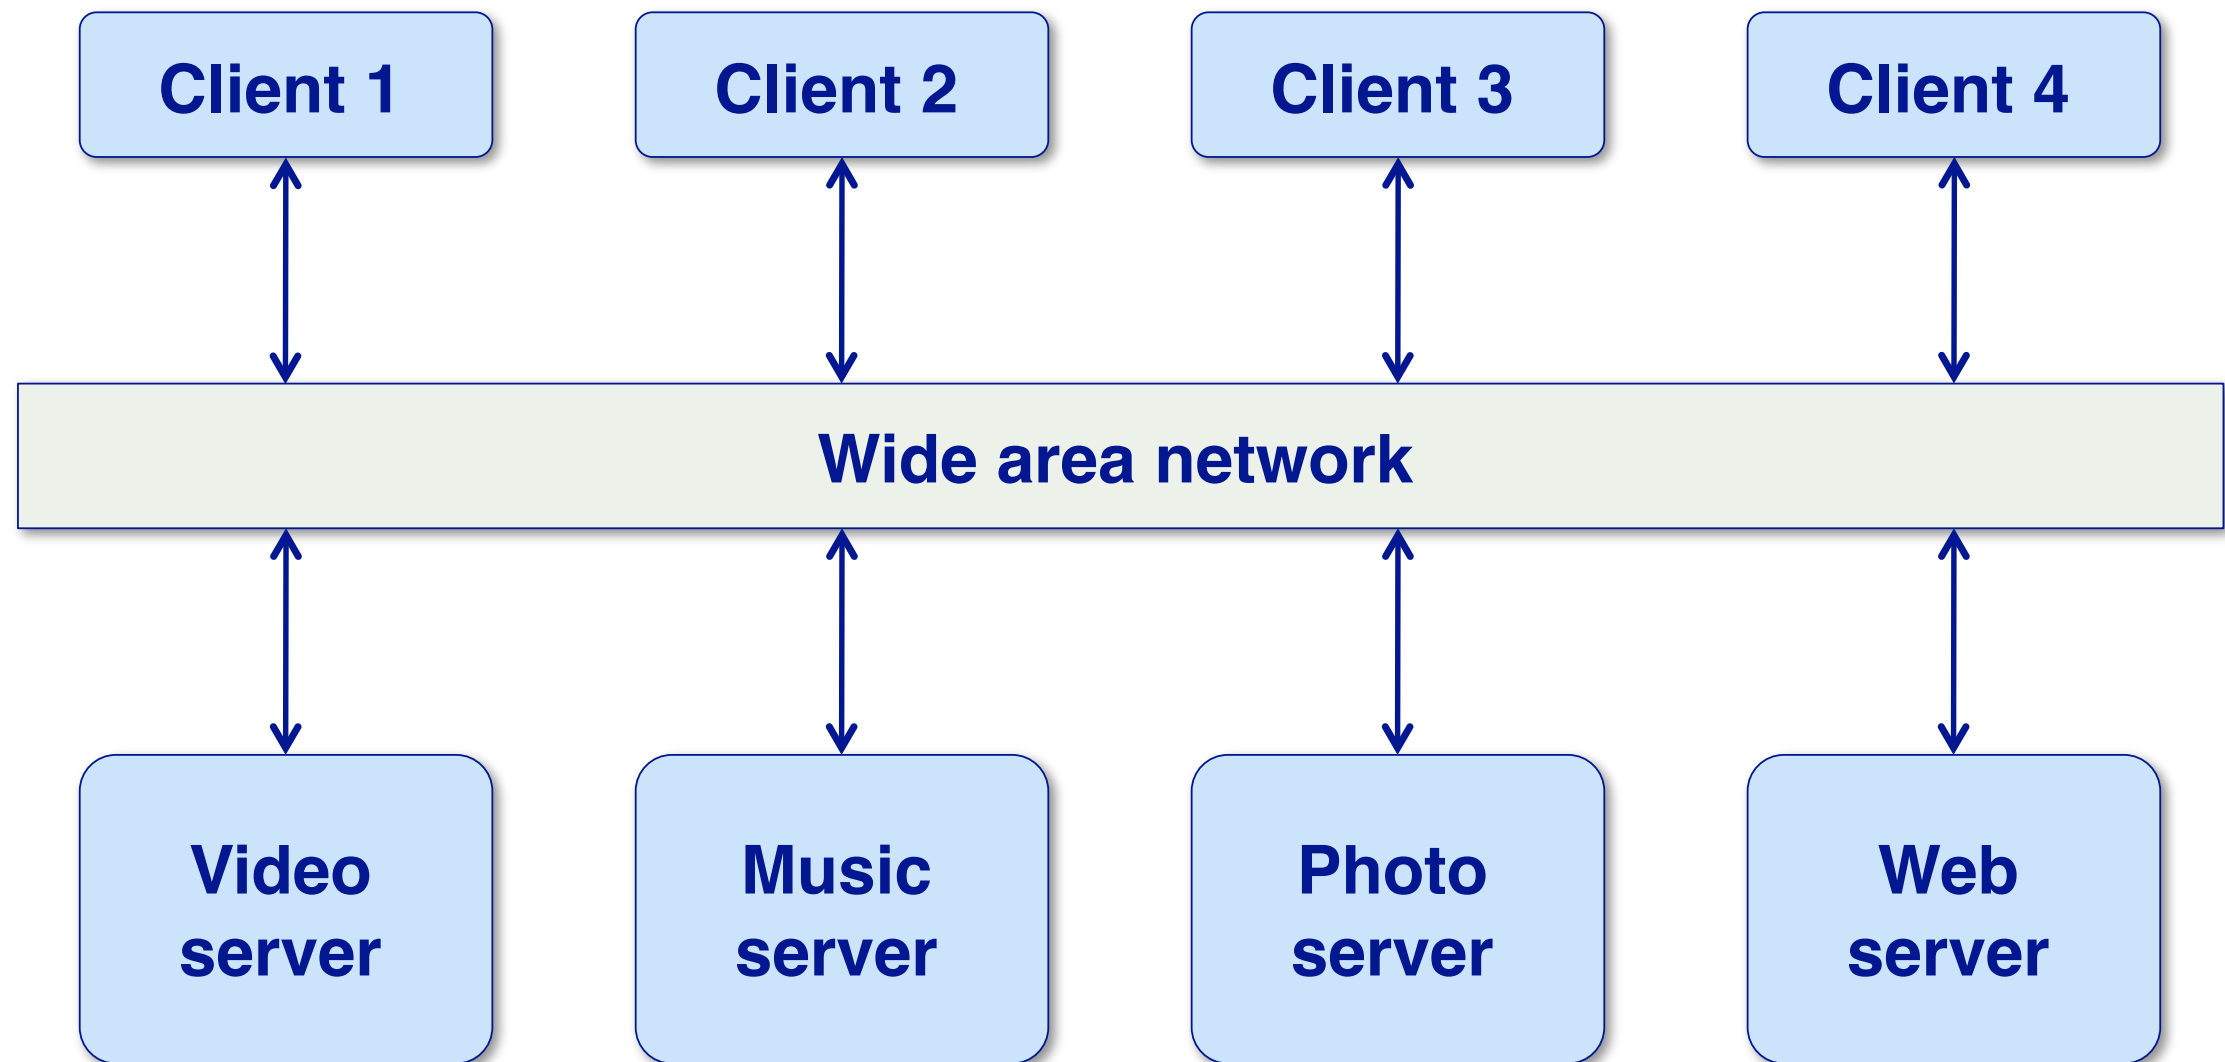 Client 1
Client 2
Client 3
Client 4
Wide area network
Video
server
Music
server
Photo
server
Web
server